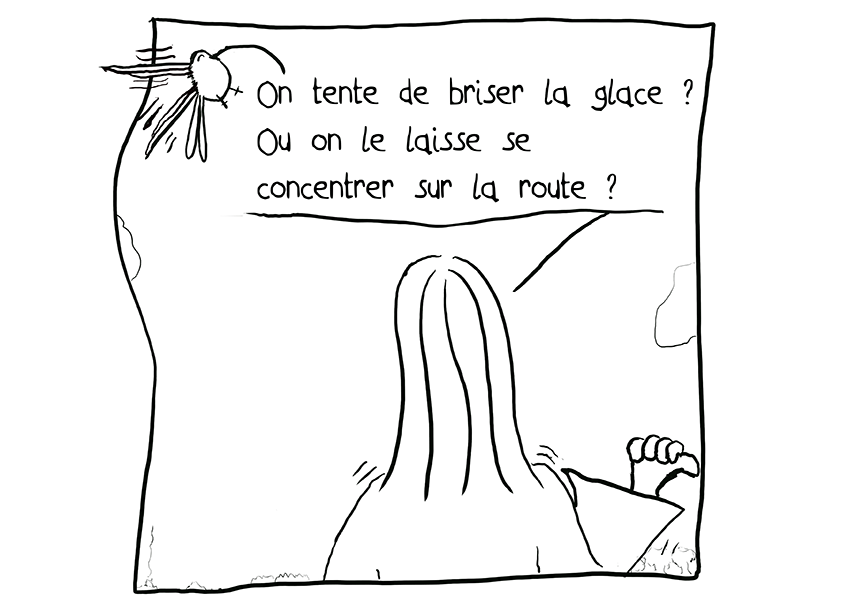 On tente de briser la glace ?
Ou on le laisse se
concentrer sur la route ?